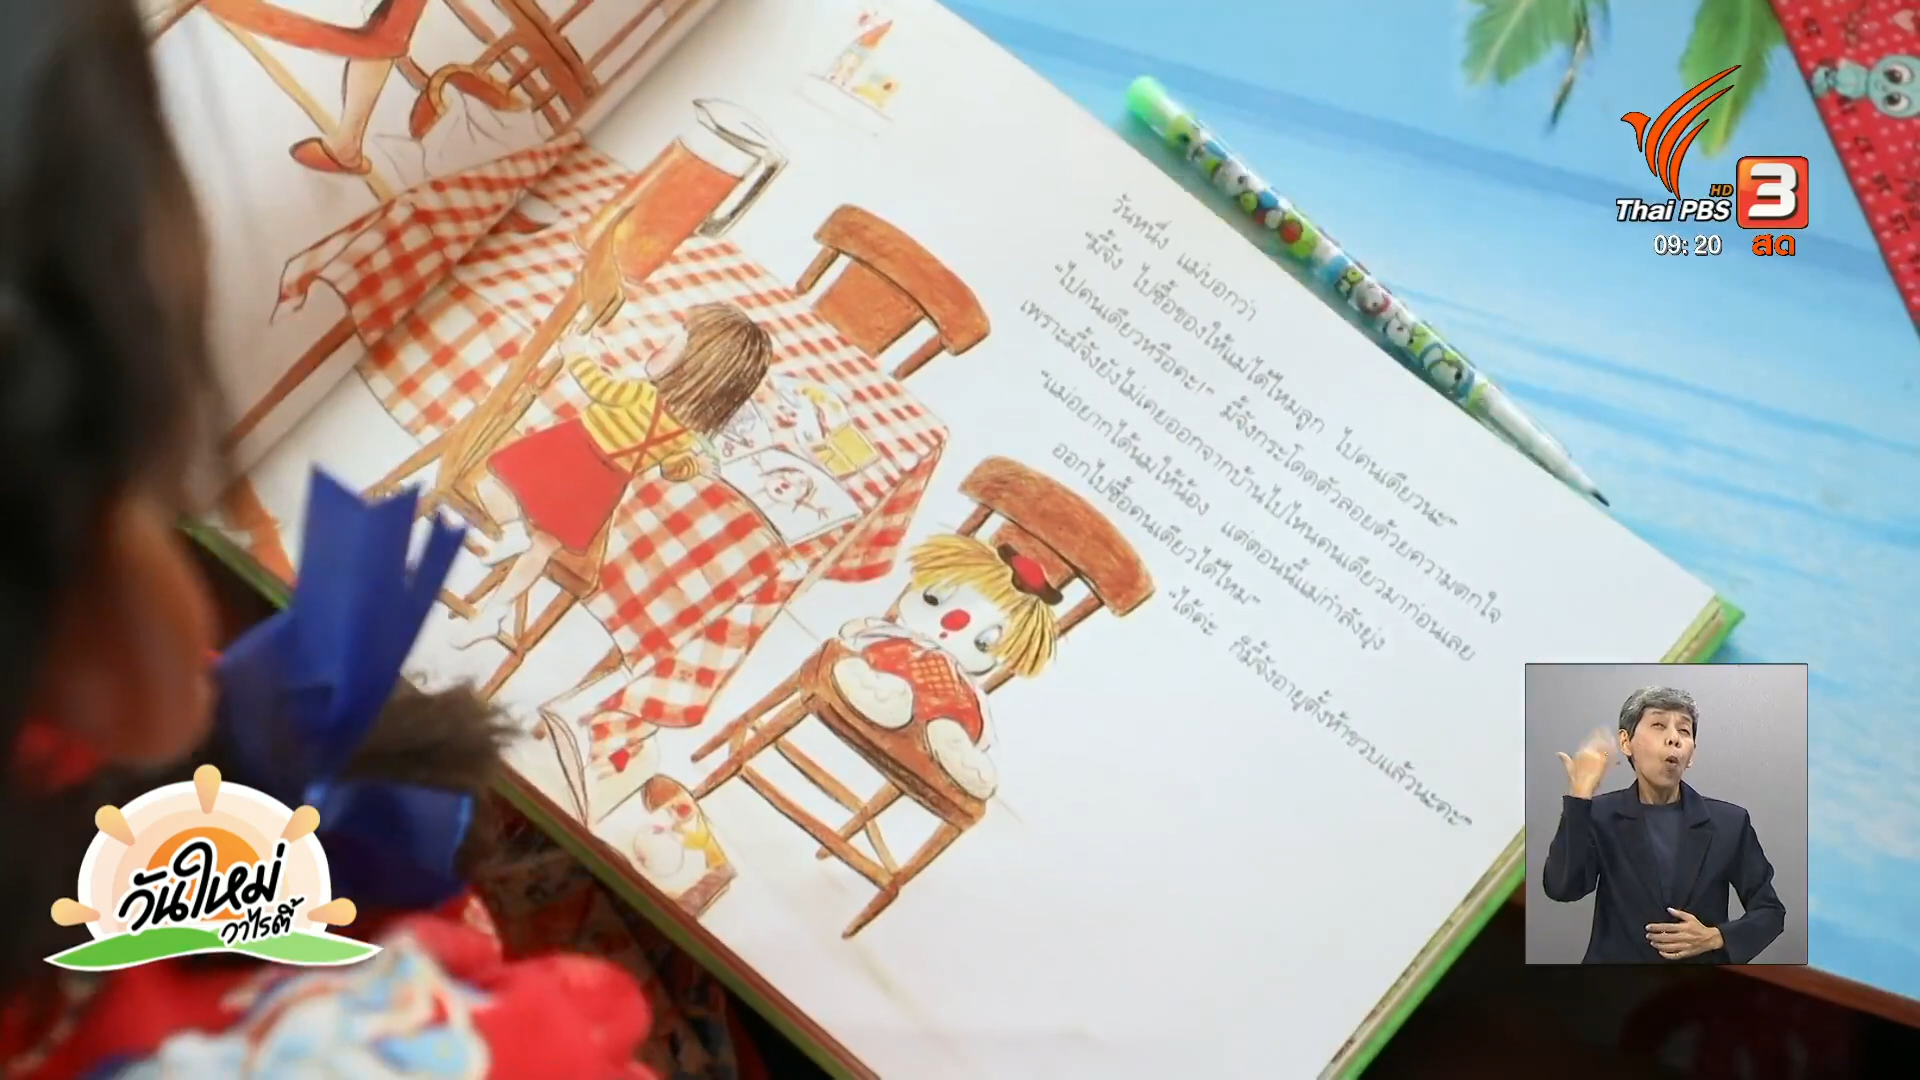 วันหนึ่ง แม่บอกว่า
"มี้จัง ไปซื้อของให้แม่ได้ไหมลูก ไปคนเดียวนะ"
"ไปคนเดียวหรือคะ!" มี้จังกระโดดตัวลอยด้วยความตกใจ
เพราะมี้จังยังไม่เคยออกจากบ้านไปไหนคนเดียวมาก่อนเลย
"แม่อยากได้นมให้น้อง แต่ตอนนี้แม่กำลังยุ่ง
ออกไปซื้อคนเดียวได้ไหม"
"ได้ค่ะ ก็มี้จังอายุตั้งห้าขวบแล้วนะคะ"
HD
Thai PBS 3
09:20 สด
วันใหม่
วาไรตี้